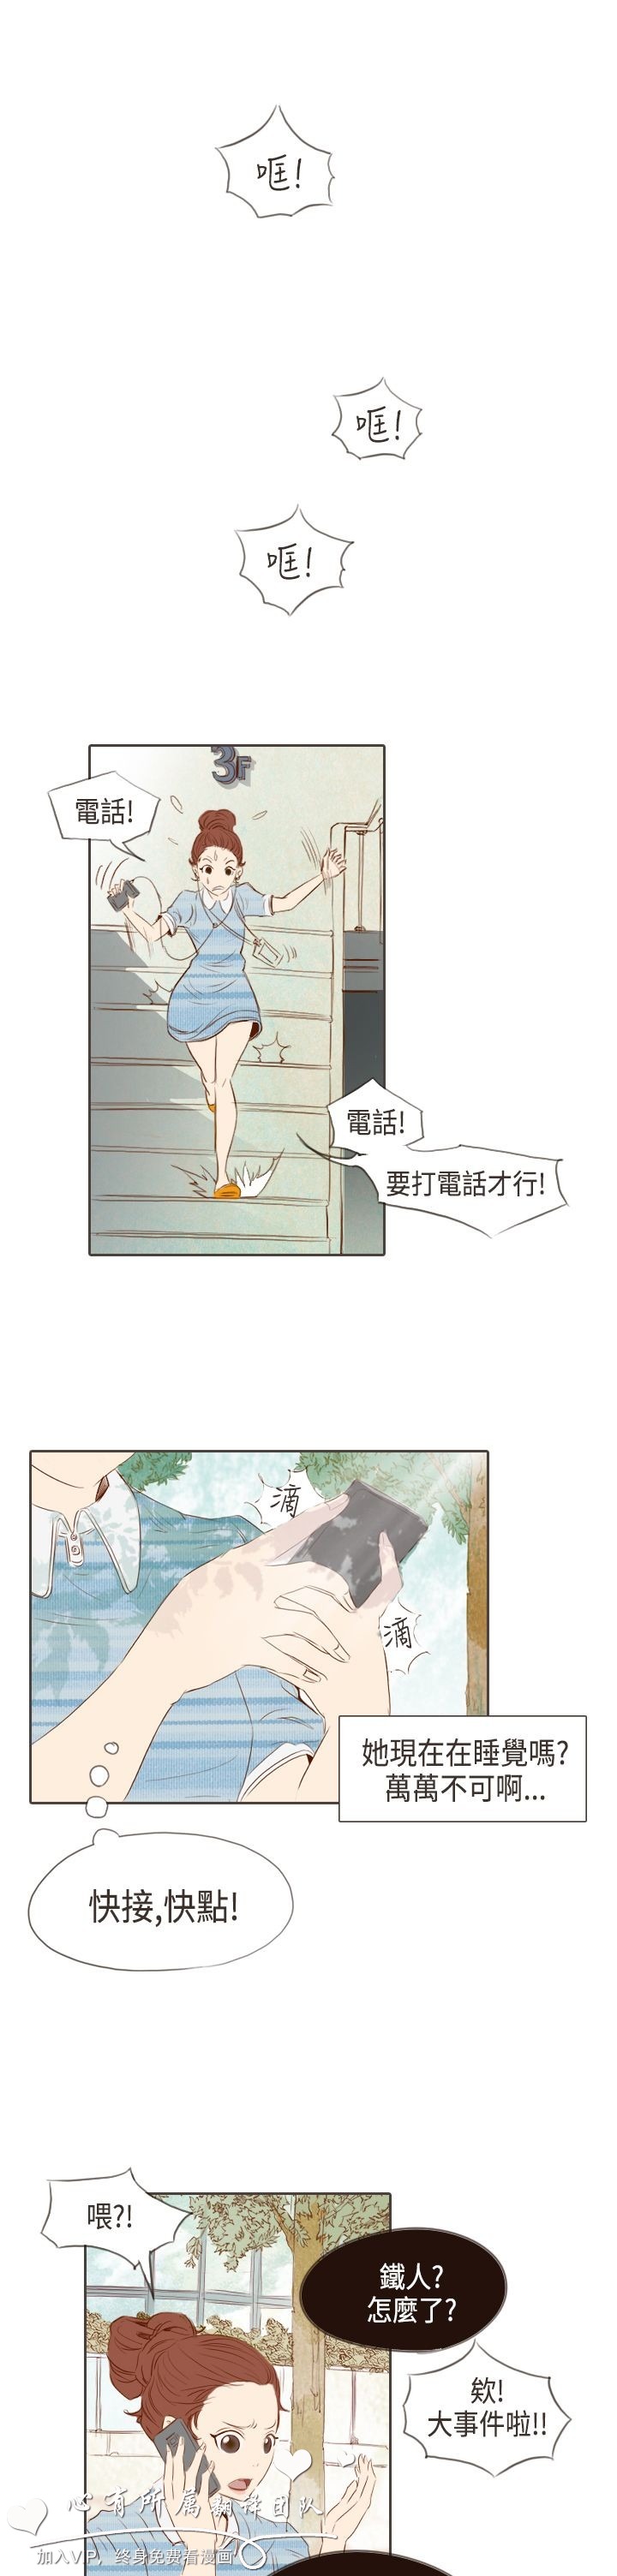 哐!
哐!
哐!
3F
電話!
電話!
要打電話才行!
滴
滴
她現在在睡覺嗎?
萬萬不可啊...
快接,快點!
喂?!
鐵人?
怎麼了?
欸!
大事件啦!!
心有所属翻译团队
加入V.I.P，终身免费看漫画